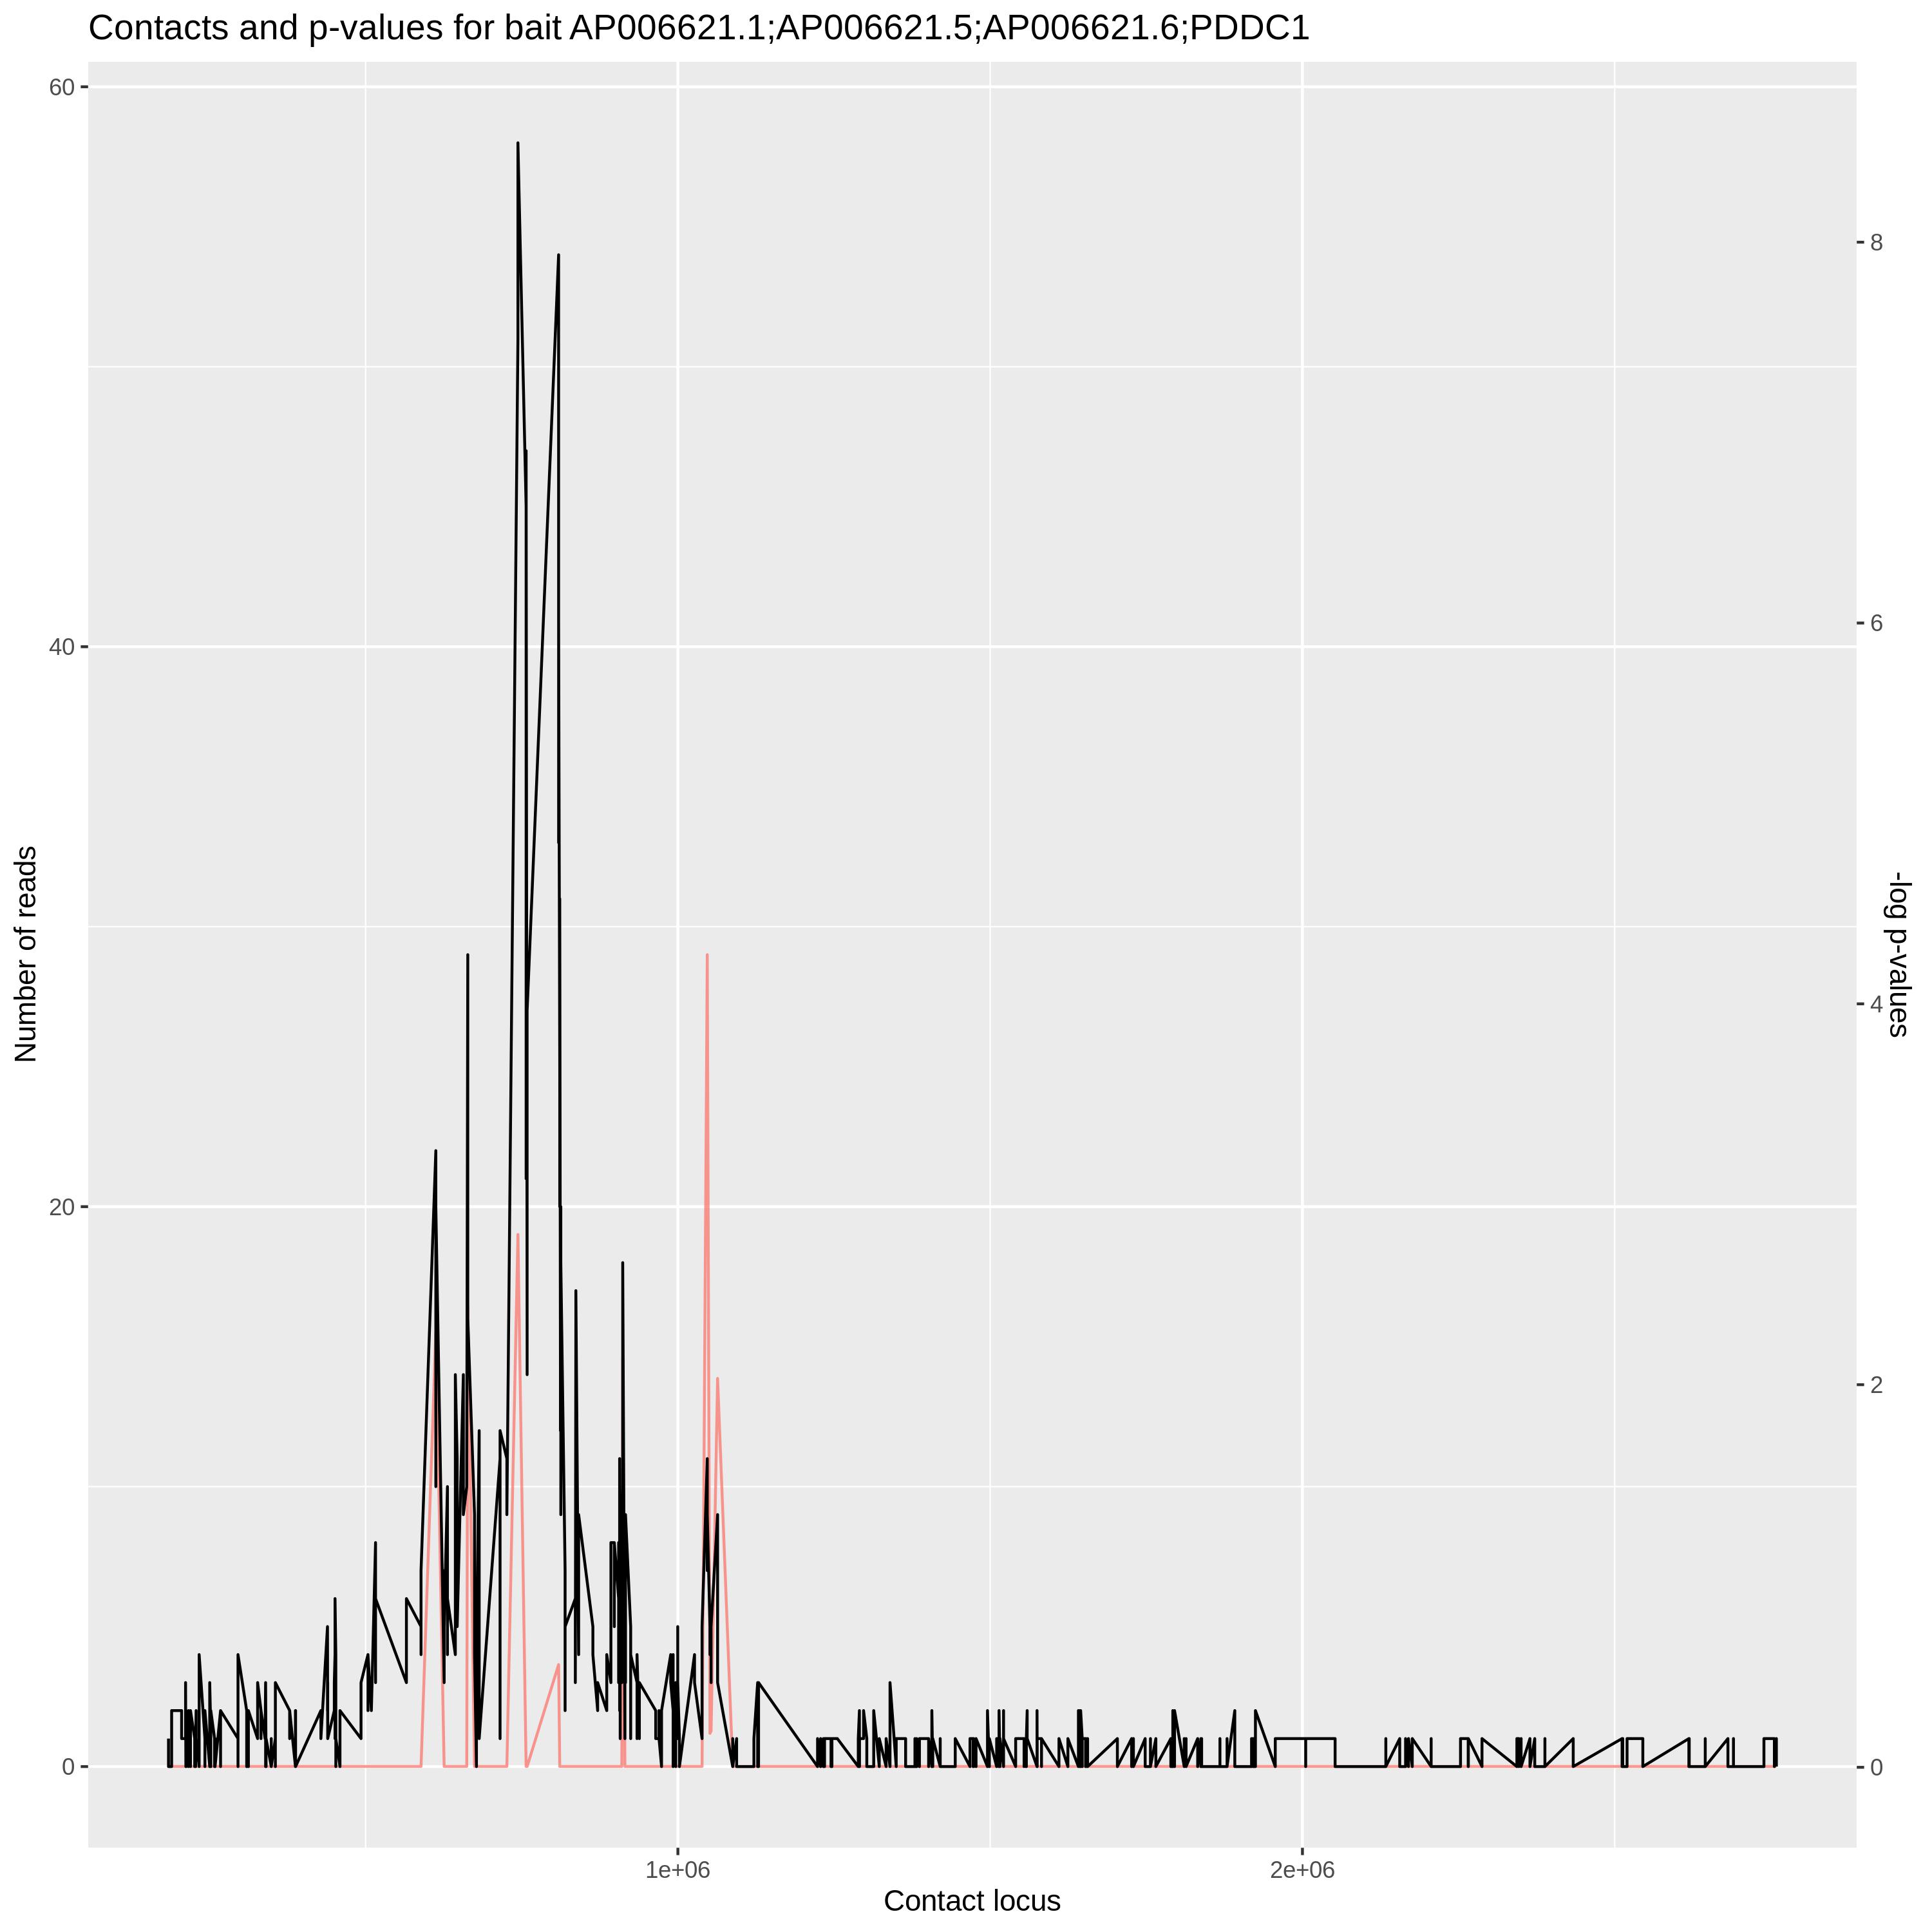 Contacts and p-values for bait AP006621.1;AP006621.5;AP006621.6;PDDC1
60
40
20
0
Number of reads
8
6
4
2
0
-log p-values
1e+06
2e+06
Contact locus